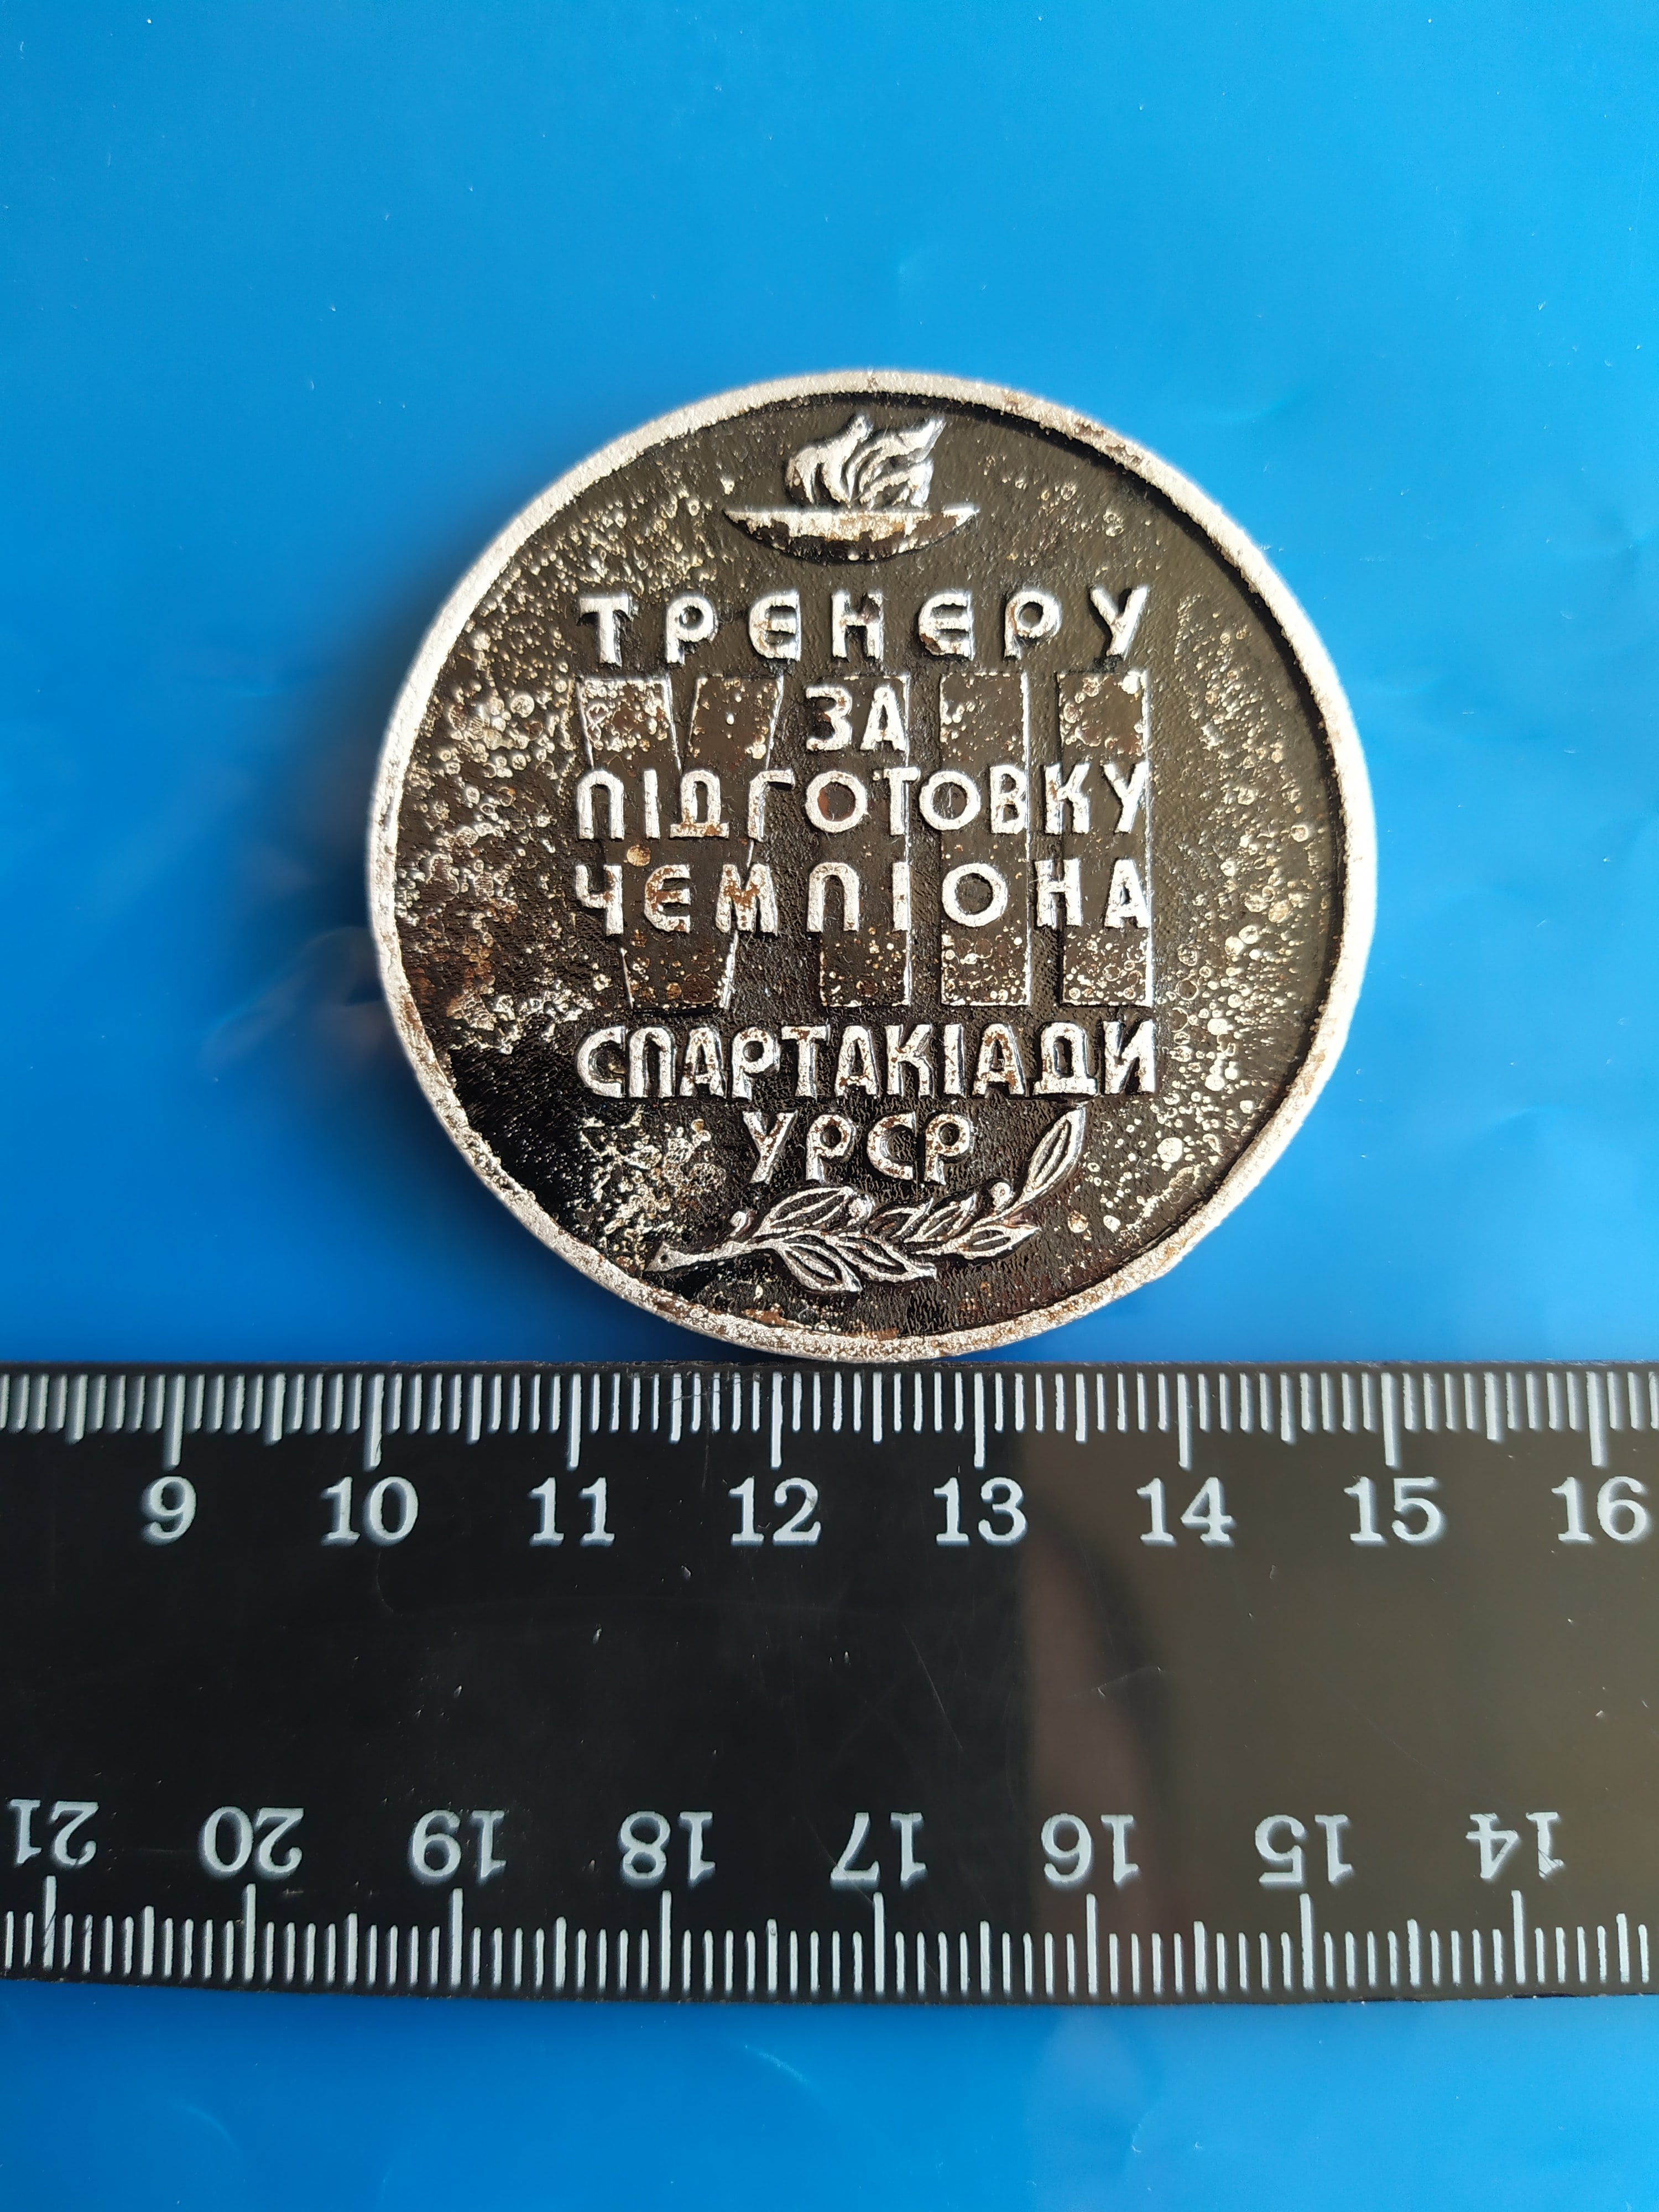 ТРЕНЕРУ
ЗА
ПІДГОТОВКУ
ЧЕМПІОНА
VIII
СПАРТАКІАДИ
УРСР
9 10 11 12 13 14 15 16
21 20 19 18 17 16 15 14